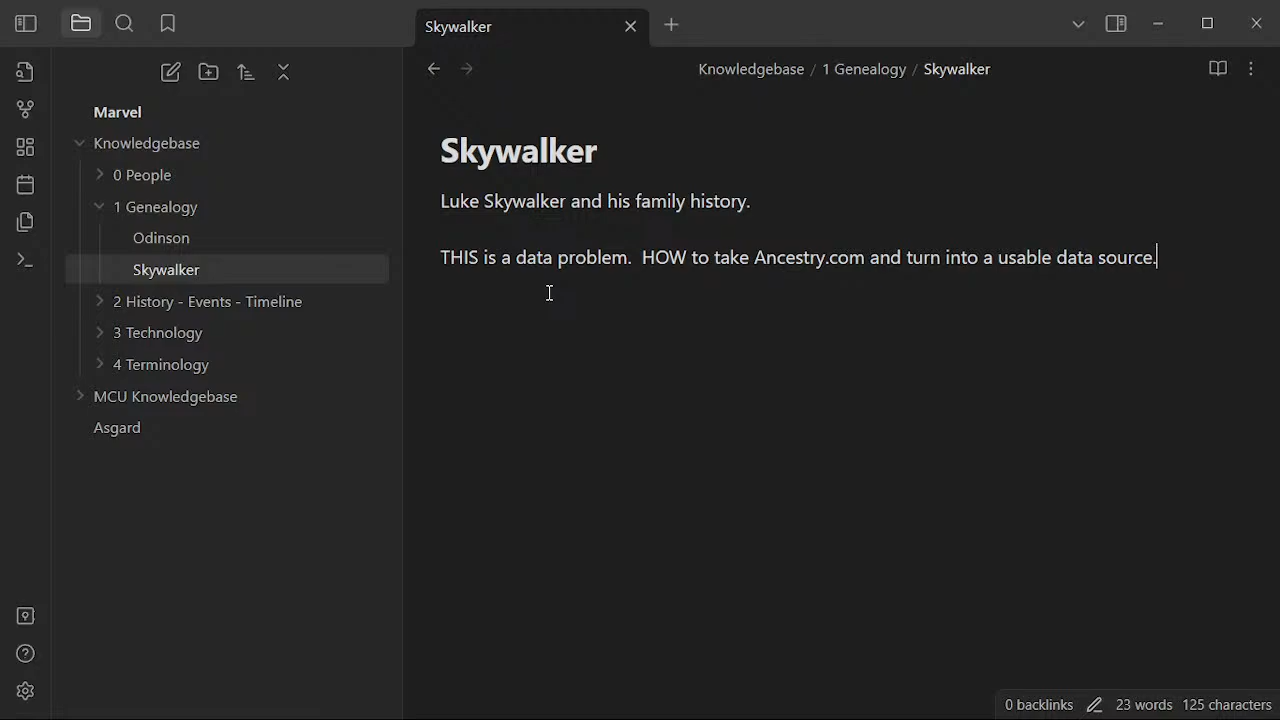 Skywalker
Knowledgebase / 1 Genealogy / Skywalker
Marvel
Knowledgebase
0 People
1 Genealogy
Odinson
Skywalker
2 History - Events - Timeline
3 Technology
4 Terminology
MCU Knowledgebase
Asgard
Skywalker
Luke Skywalker and his family history.
THIS is a data problem.  HOW to take Ancestry.com and turn into a usable data source.
0 backlinks 23 words 125 characters